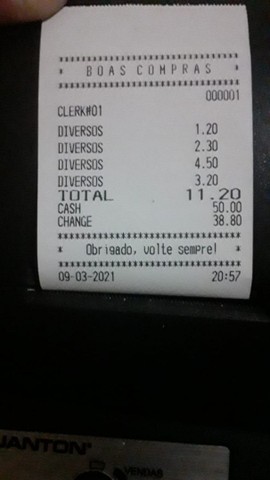 ***********************
* BOAS COMPRAS *
***********************
000001
CLERK#01
DIVERSOS 1.20
DIVERSOS 2.30
DIVERSOS 4.50
DIVERSOS 3.20
TOTAL 11.20
CASH 50.00
CHANGE 38.80
***********************
* Obrigado, volte sempre! *
***********************
09-03-2021 20:57
UANTON
VENDAS